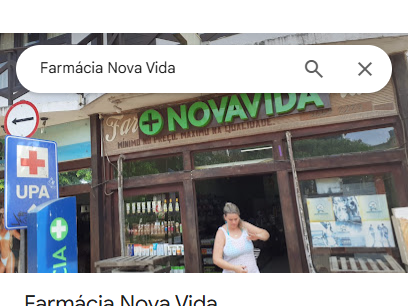 Farmácia Nova Vida
Far+NOVAVIDA
MÍNIMO NO PREÇO. MÁXIMO NA QUALIDADE.
UPA
CIA
Farmácia Nova Vida